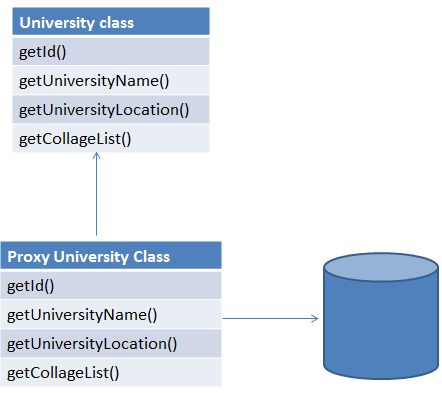 University class
getId()
getUniversityName()
getUniversityLocation()
getCollageList()
Proxy University Class
getId()
getUniversityName()
getUniversityLocation()
getCollageList()